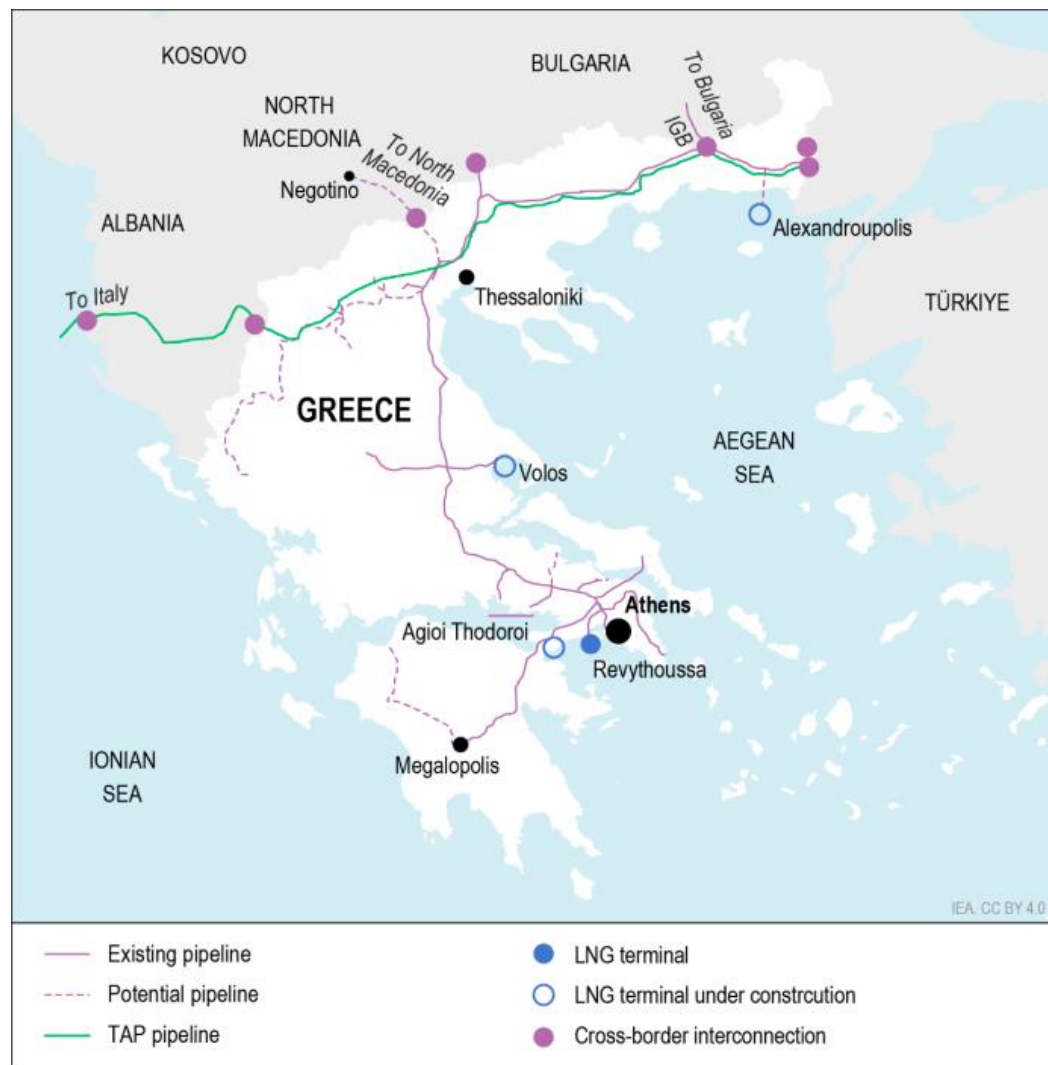 KOSOVO
BULGARIA
To Bulgaria
IGB
NORTH
MACEDONIA
To North
Macedonia
Negotino
ALBANIA
Alexandroupolis
To Italy
Thessaloniki
TÜRKIYE
GREECE
AEGEAN
SEA
Volos
Athens
Agioi Thodoroi
Revythoussa
IONIAN
SEA
Megalopolis
IEA. CC BY 4.0
Existing pipeline
LNG terminal
Potential pipeline
LNG terminal under constrcution
TAP pipeline
Cross-border interconnection